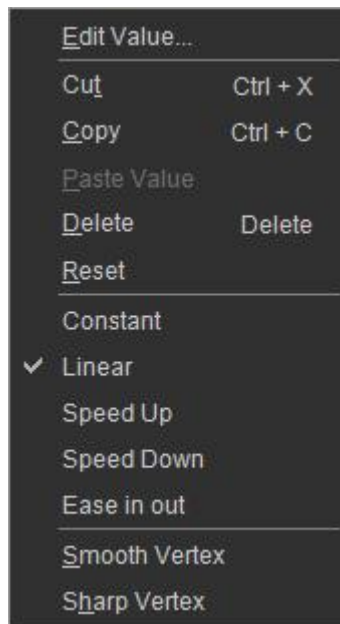 Edit Value...
Cut Ctrl + X
Copy Ctrl + C
Paste Value
Delete Delete
Reset
Constant
Linear
Speed Up
Speed Down
Ease in out
Smooth Vertex
Sharp Vertex